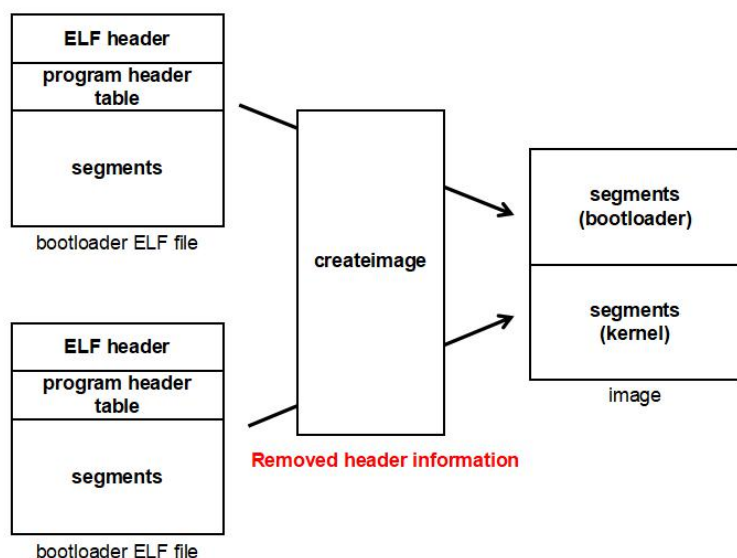 ELF header
program header
table
segments
bootloader ELF file
createimage
segments
(bootloader)
segments
(kernel)
image
ELF header
program header
table
segments
bootloader ELF file
Removed header information